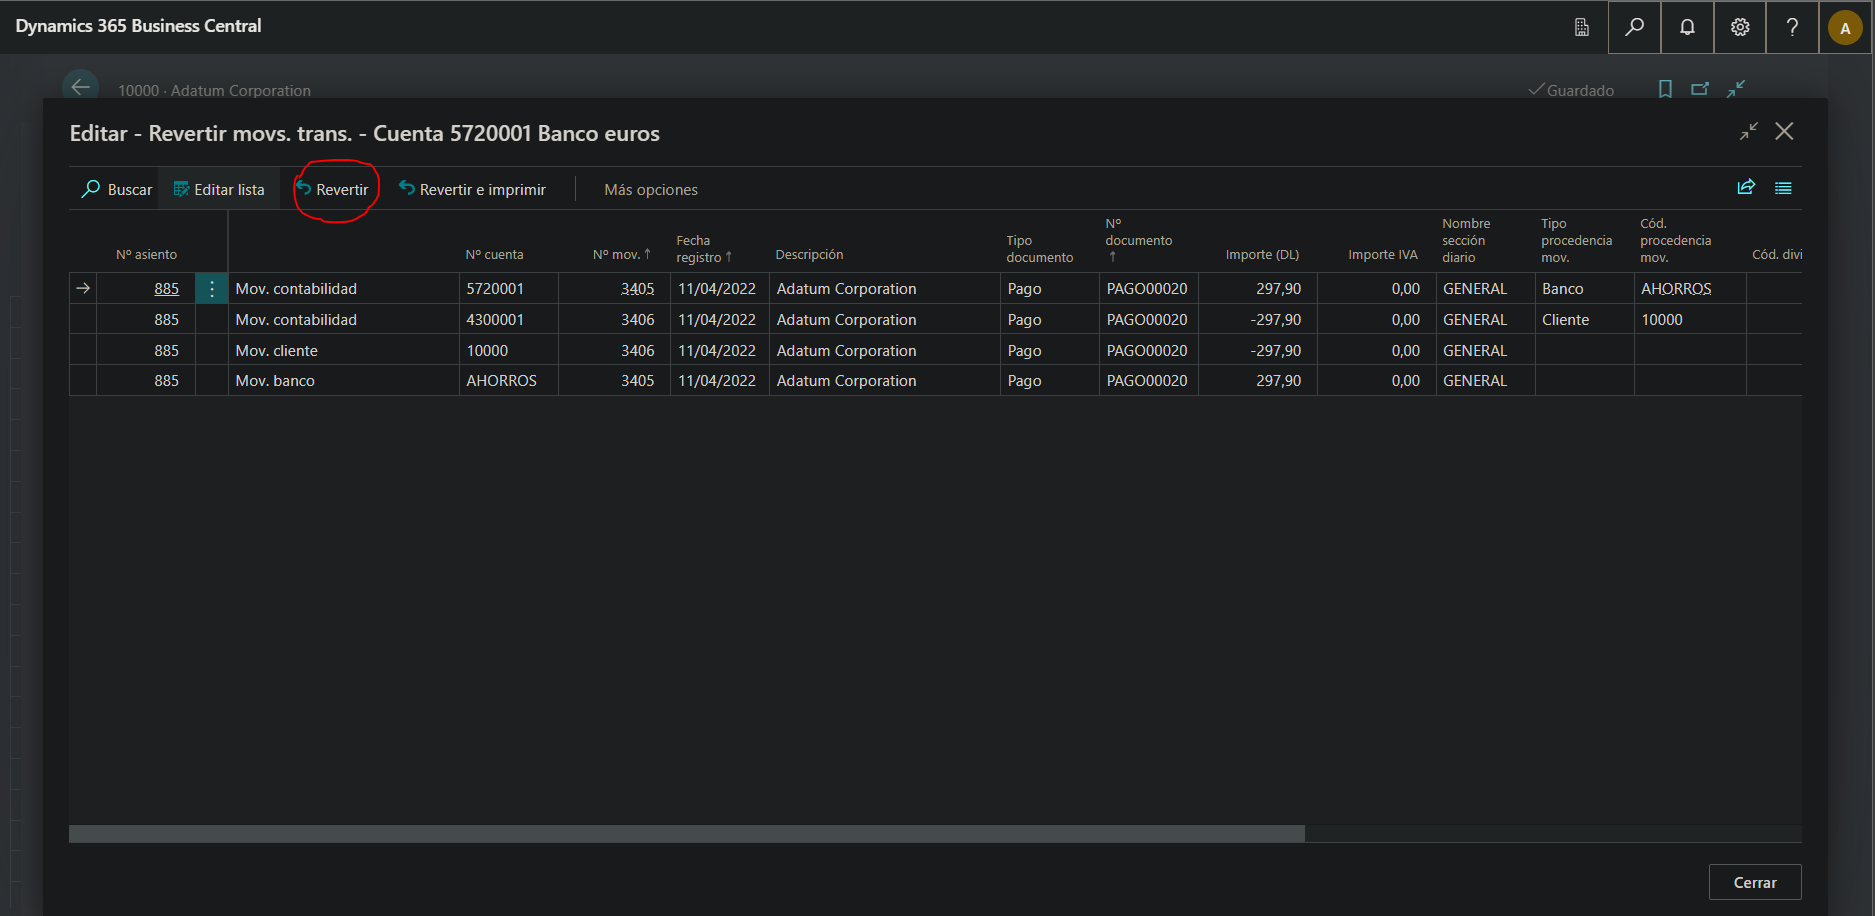 Dynamics 365 Business Central
A
10000 · Adatum Corporation
Guardado
Editar - Revertir movs. trans. - Cuenta 5720001 Banco euros
Buscar Editar lista Revertir Revertir e imprimir Más opciones
Nº asiento Nº cuenta Nº mov. ↑ Fecha registro ↑ Descripción Tipo documento Nº documento ↑ Importe (DL) Importe IVA Nombre sección diario Tipo procedencia mov. Cód. procedencia mov. Cód. divi
885 Mov. contabilidad 5720001 3405 11/04/2022 Adatum Corporation Pago PAGO00020 297,90 0,00 GENERAL Banco AHORROS
885 Mov. contabilidad 4300001 3406 11/04/2022 Adatum Corporation Pago PAGO00020 -297,90 0,00 GENERAL Cliente 10000
885 Mov. cliente 10000 3406 11/04/2022 Adatum Corporation Pago PAGO00020 -297,90 0,00 GENERAL
885 Mov. banco AHORROS 3405 11/04/2022 Adatum Corporation Pago PAGO00020 297,90 0,00 GENERAL
Cerrar